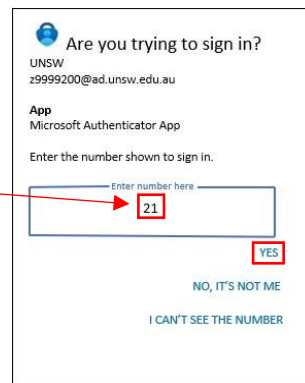 Are you trying to sign in?
UNSW
z9999200@ad.unsw.edu.au
App
Microsoft Authenticator App
Enter the number shown to sign in.
Enter number here
21
YES
NO, IT'S NOT ME
I CAN'T SEE THE NUMBER